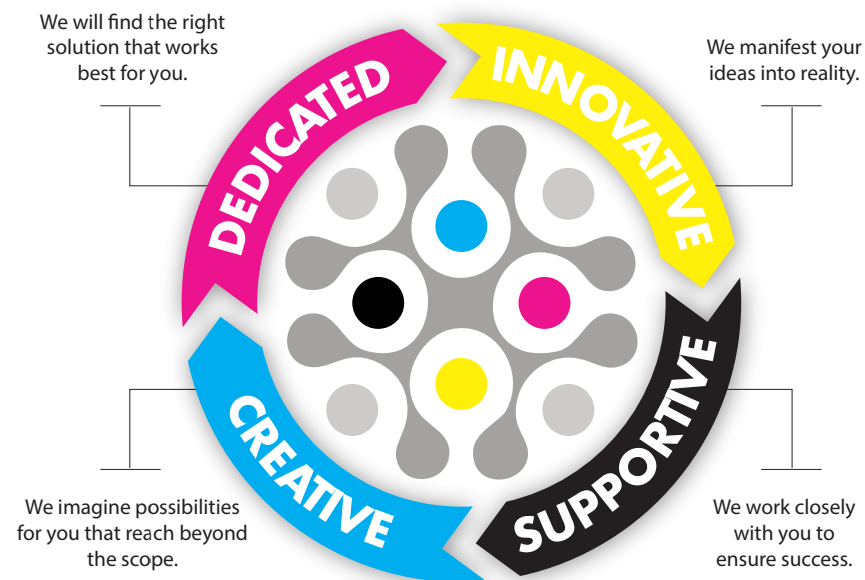 We will find the right
solution that works
best for you.
DEDICATED
INNOVATIVE
We manifest your
ideas into reality.
CREATIVE
We imagine possibilities
for you that reach beyond
the scope.
SUPPORTIVE
We work closely
with you to
ensure success.